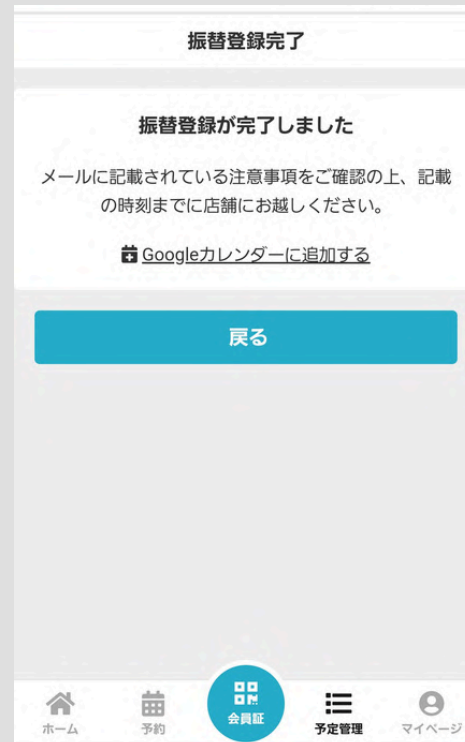 振替登録完了
振替登録が完了しました
メールに記載されている注意事項をご確認の上、記載
の時刻までに店舗にお越しください。
Googleカレンダーに追加する
戻る
ホーム
予約
会員証
予定管理
マイページ